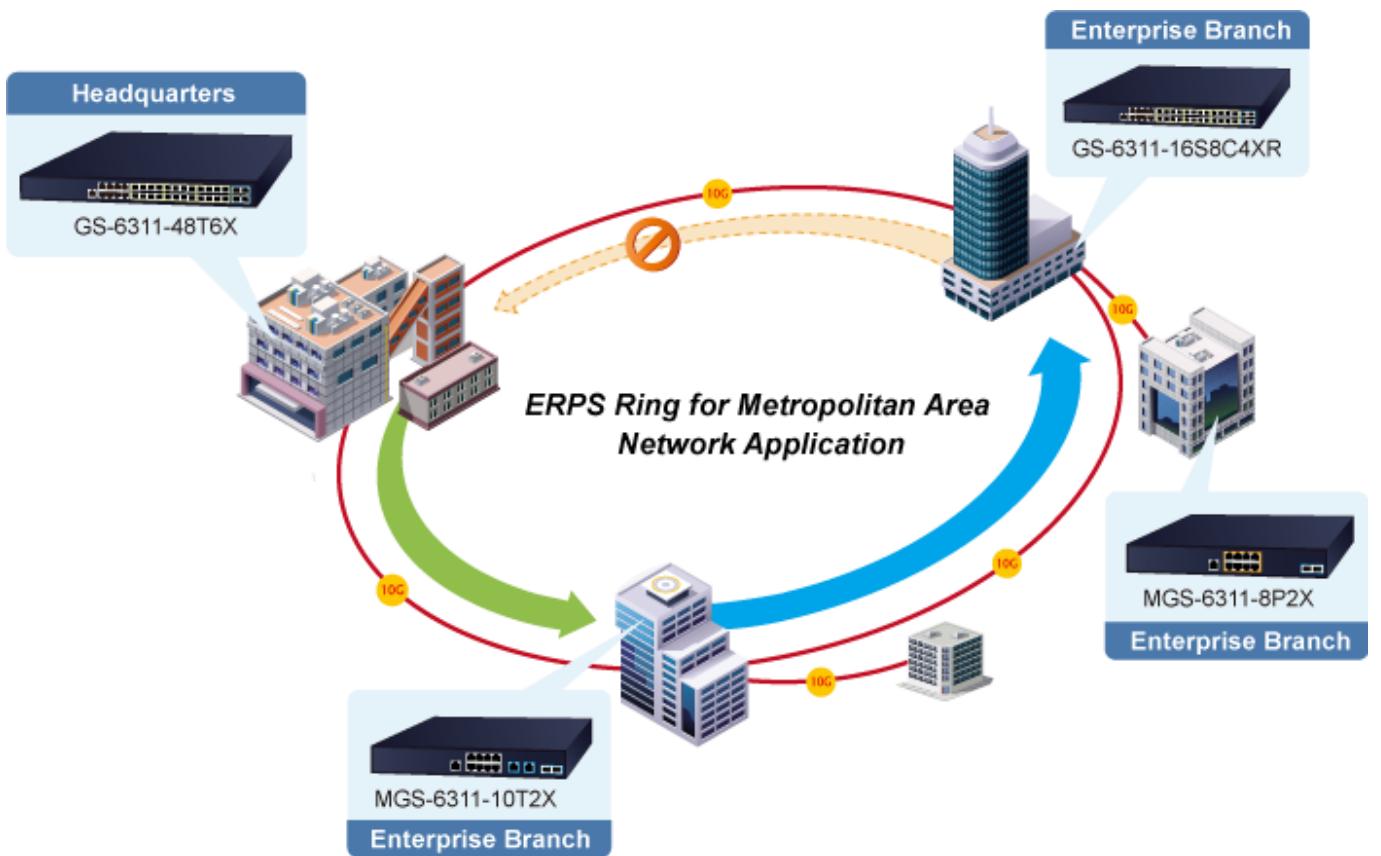 Enterprise Branch
GS-6311-16S8C4XR
Headquarters
GS-6311-48T6X
10G
10G
ERPS Ring for Metropolitan Area
Network Application
MGS-6311-8P2X
Enterprise Branch
10G
10G
10G
MGS-6311-10T2X
Enterprise Branch